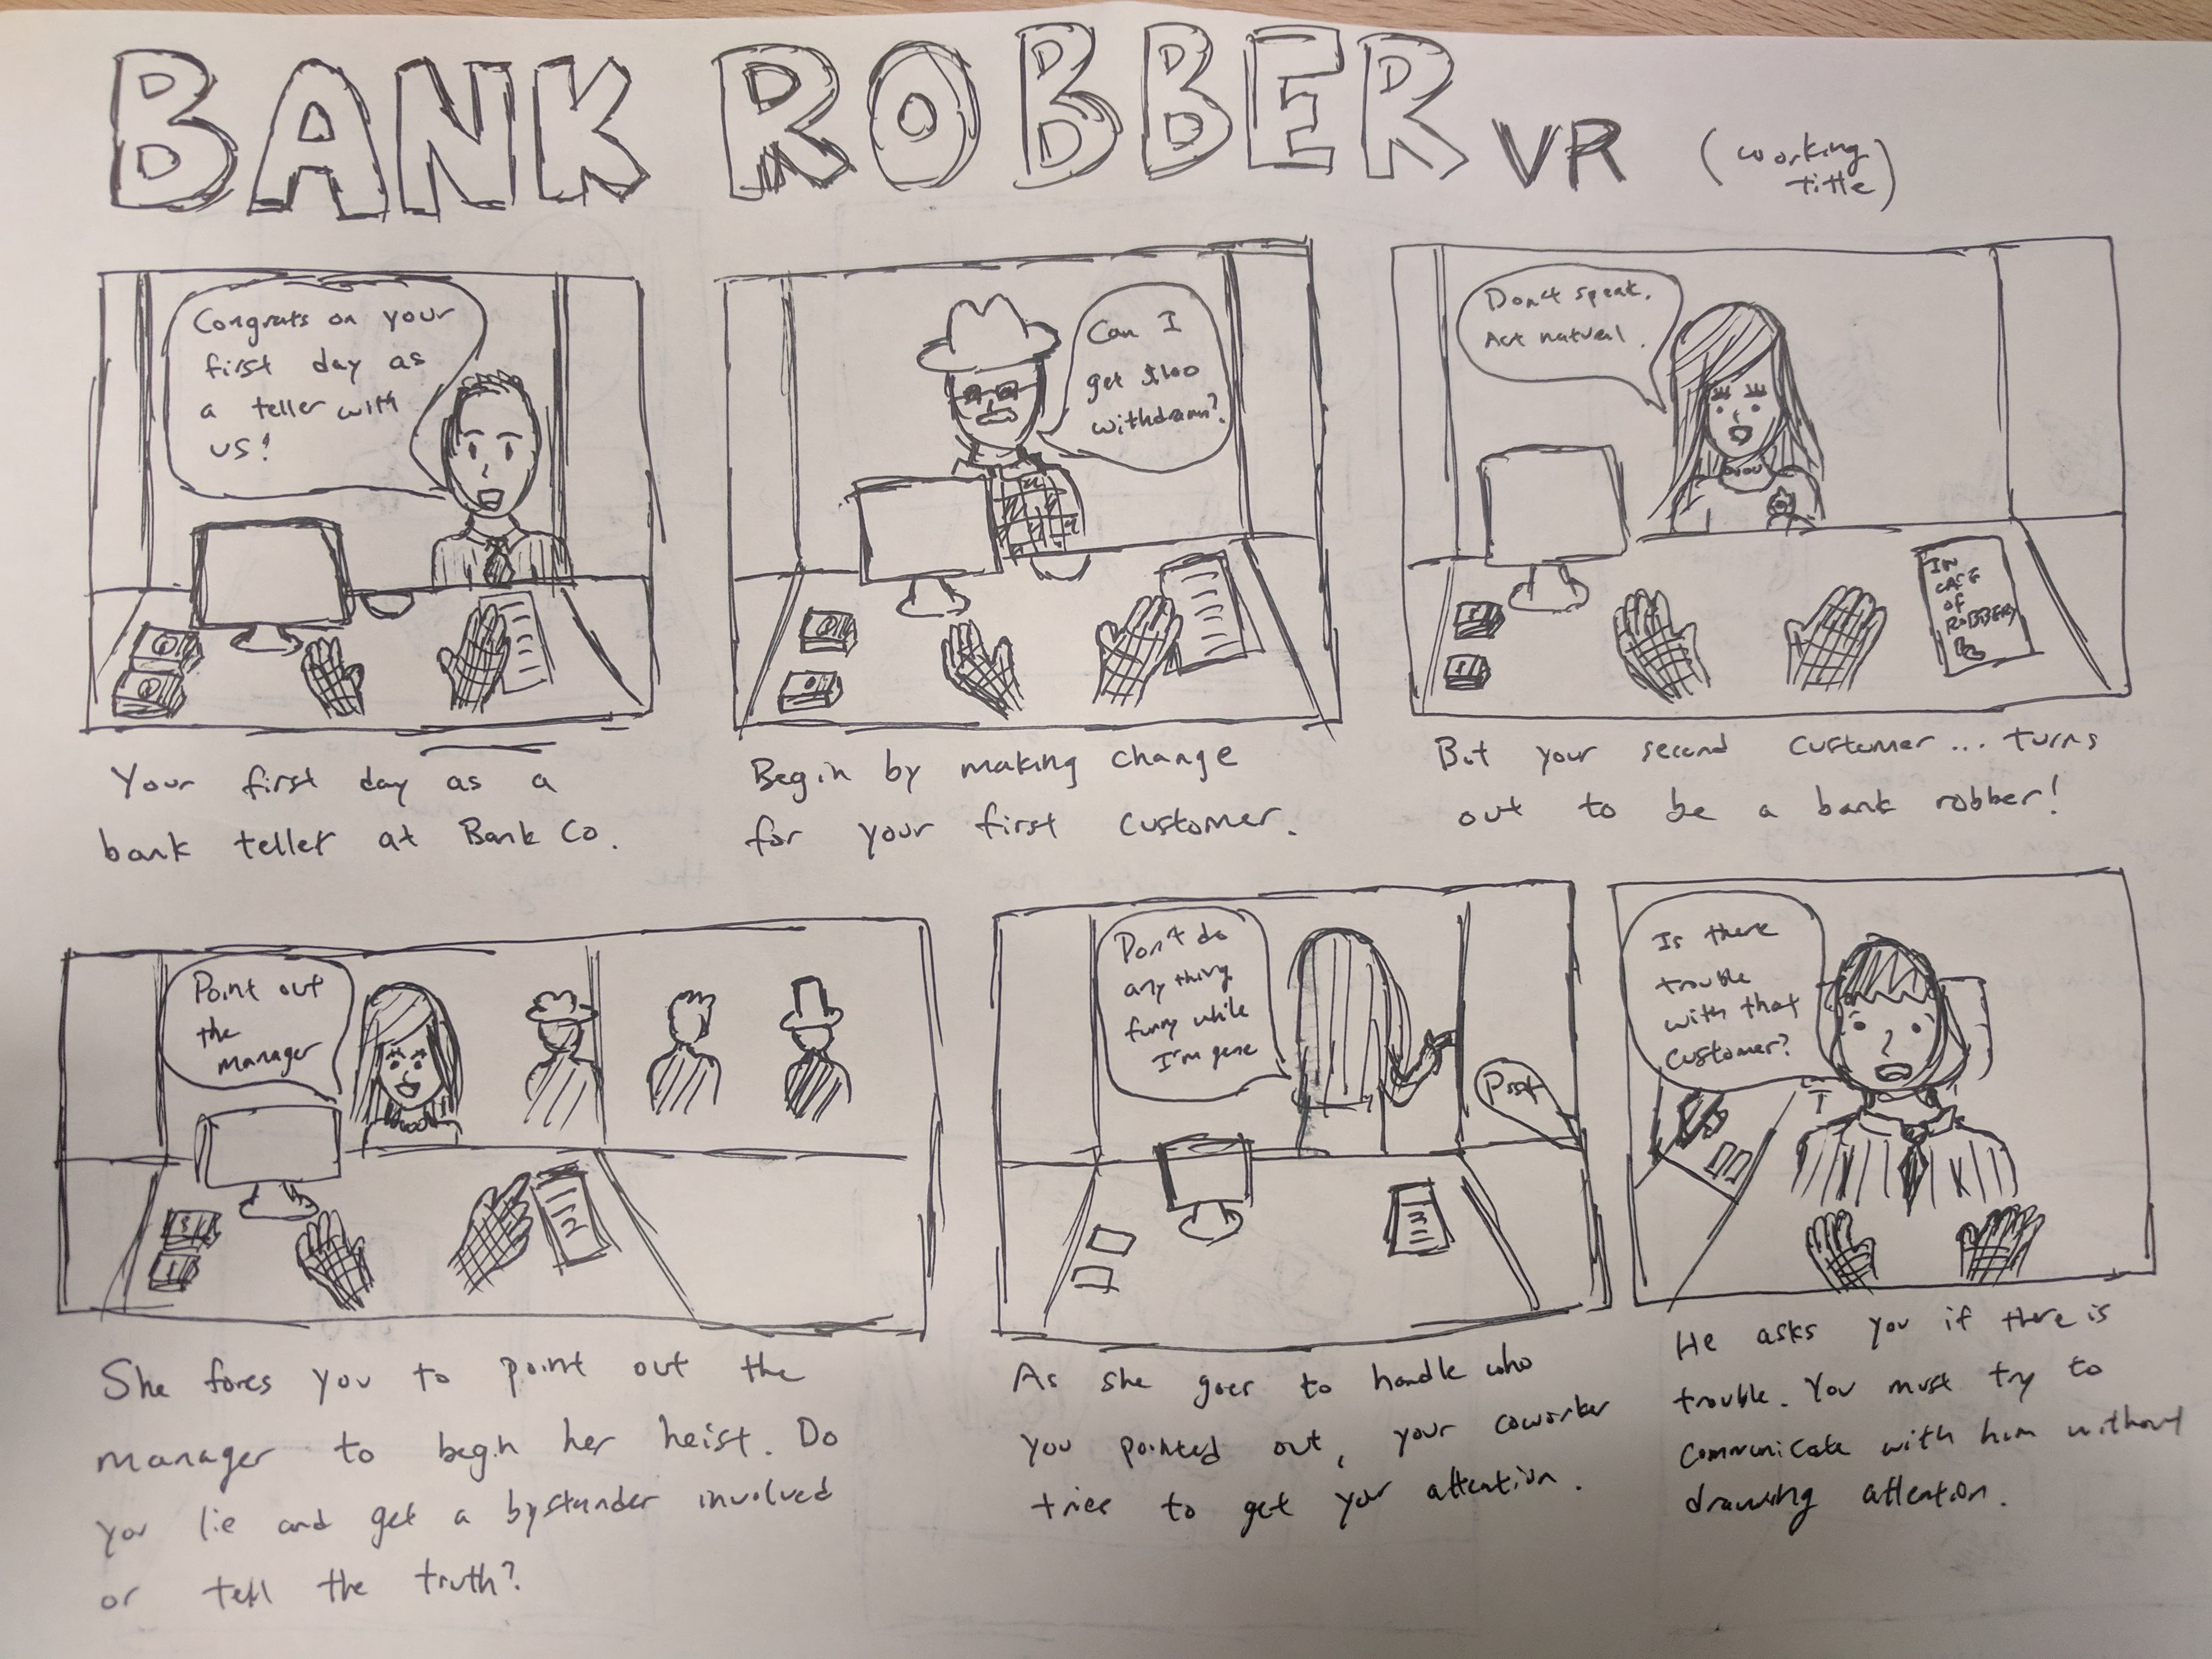 BANK ROBBER VR (working
title)
Congrats on your
first day as
a teller with
us!
Your first day as a
bank teller at Bank Co.
Can I
get $100
withdrawn?
Begin by making change
for your first customer.
Don't speak.
Act natural.
IN
CASE
of
ROBBERY
But your second customer... turns
out to be a bank robber!
Point out
the
manager
She fores you to point out the
manager to begin her heist. Do
you lie and get a bystander involved
or tell the truth?
Don't do
anything
funny while
I'm gone
Psst
As she goes to handle who
you pointed out, your coworker
tries to get your attention.
Is there
trouble
with that
customer?
He asks you if there is
trouble. You must try to
communicate with him without
drawing attention.